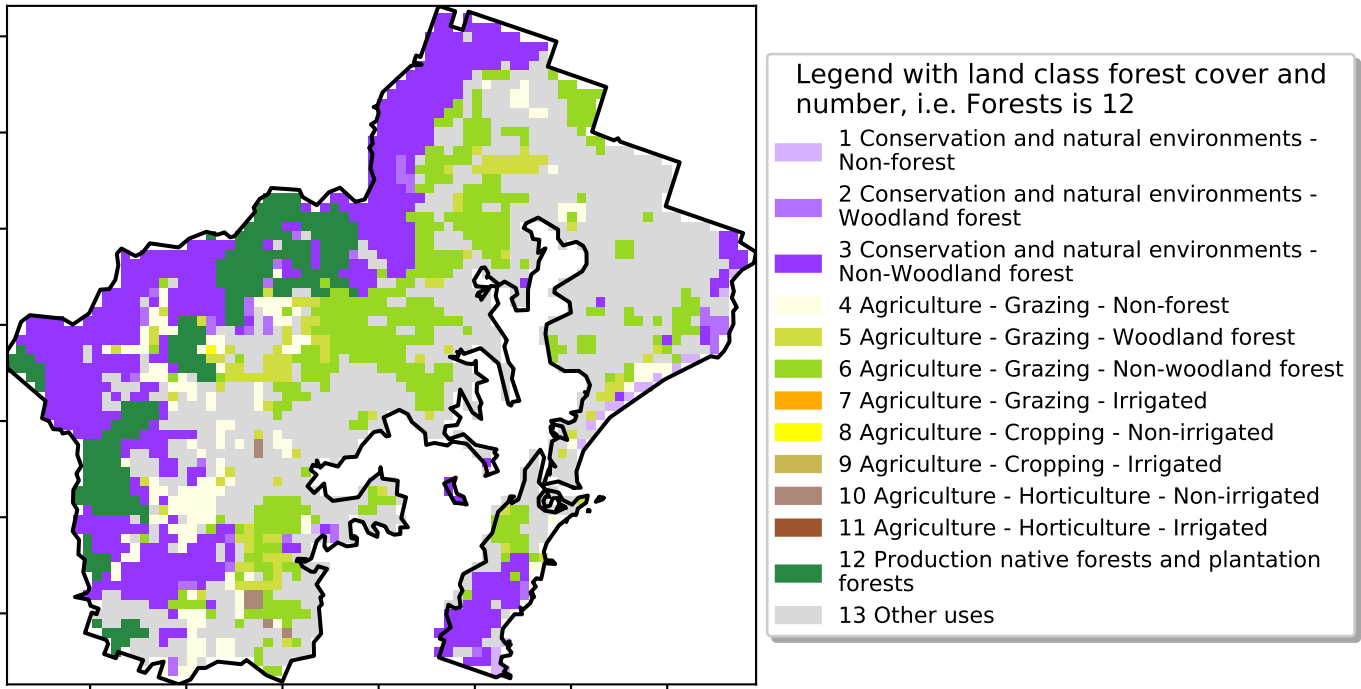 Legend with land class forest cover and
number, i.e. Forests is 12
1 Conservation and natural environments -
Non-forest
2 Conservation and natural environments -
Woodland forest
3 Conservation and natural environments -
Non-Woodland forest
4 Agriculture - Grazing - Non-forest
5 Agriculture - Grazing - Woodland forest
6 Agriculture - Grazing - Non-woodland forest
7 Agriculture - Grazing - Irrigated
8 Agriculture - Cropping - Non-irrigated
9 Agriculture - Cropping - Irrigated
10 Agriculture - Horticulture - Non-irrigated
11 Agriculture - Horticulture - Irrigated
12 Production native forests and plantation
forests
13 Other uses